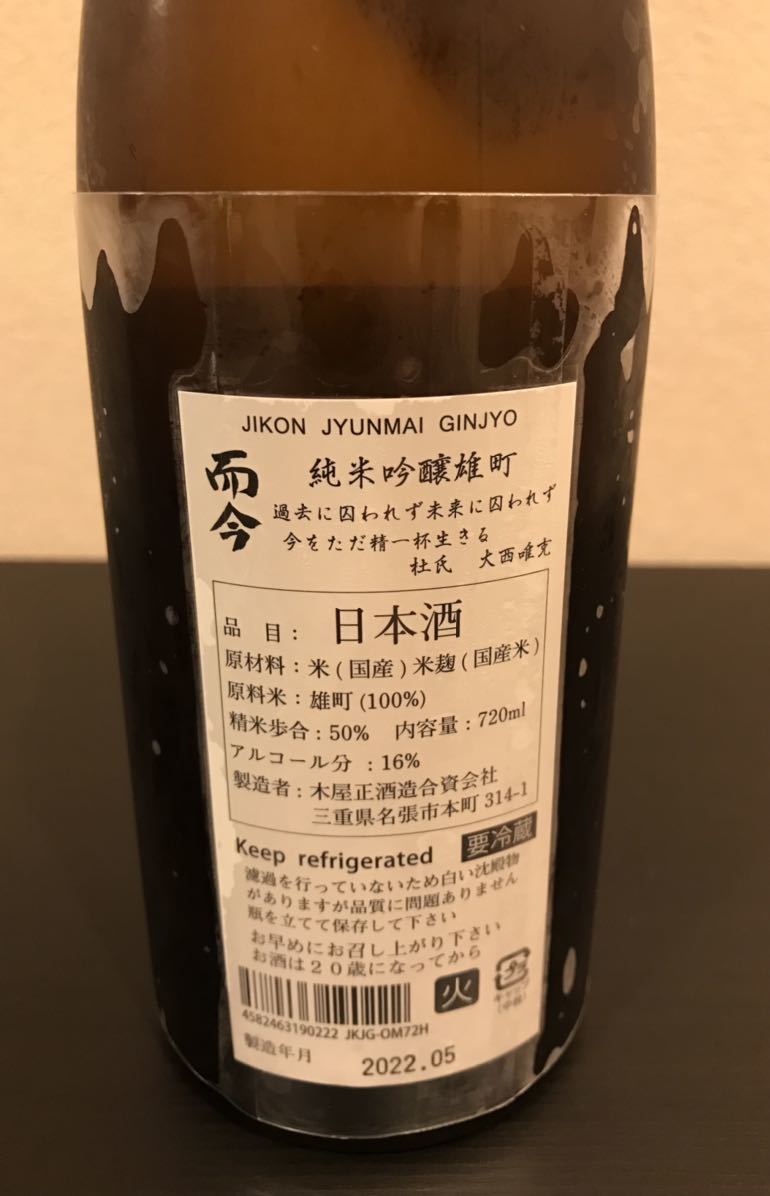 JIKON JYUNMAI GINJYO
而今
純米吟醸雄町
過去に囚われず未来に囚われず
今をただ精一杯生きる
杜氏 大西唯克
品 目: 日本酒
原材料:米(国産)米麹(国産米)
原料米:雄町(100%)
精米歩合:50% 内容量:720ml
アルコール分 :16%
製造者:木屋正酒造合資会社
三重県名張市本町314-1
Keep refrigerated 要冷蔵
濾過を行っていないため白い沈殿物
がありますが品質に問題ありません
瓶を立てて保存して下さい
お早めにお召し上がり下さい
お酒は20歳になってから
火
キャップ
(中栓)
4582463190222 JKJG-OM72H
製造年月 2022.05